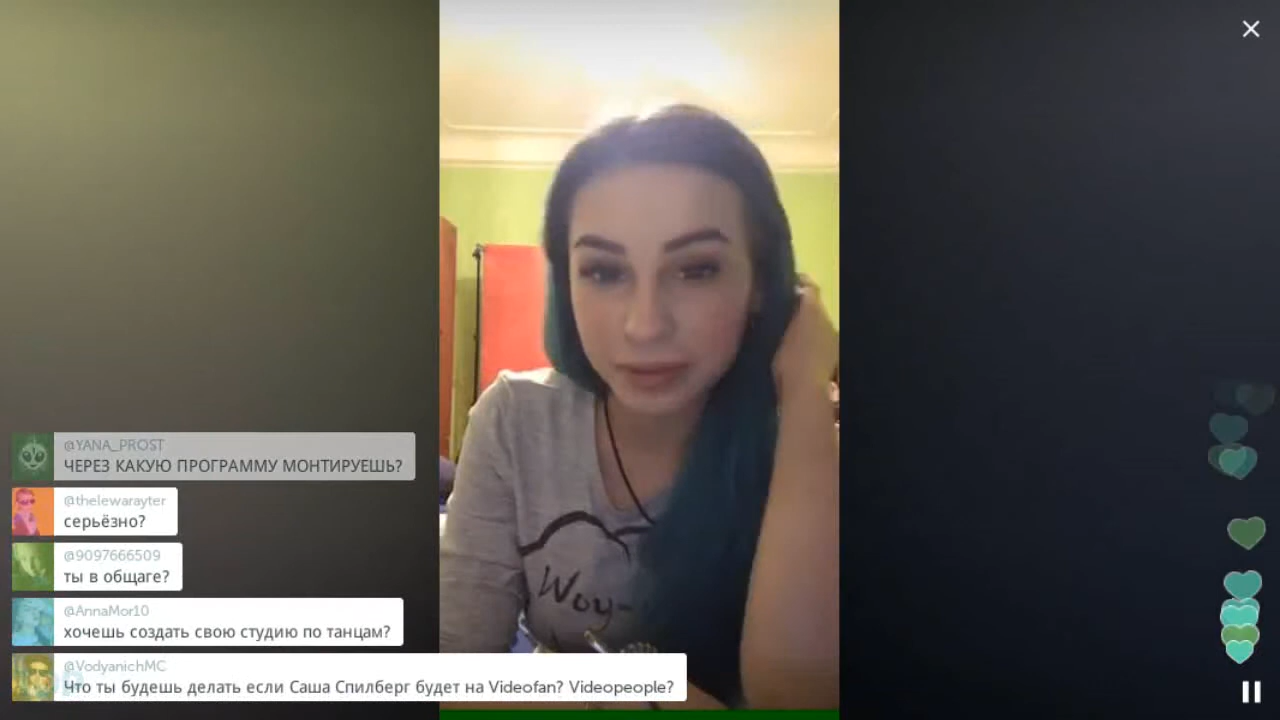 @YANA_PROST
ЧЕРЕЗ КАКУЮ ПРОГРАММУ МОНТИРУЕШЬ?
@thelewarayter
серьёзно?
@9097666509
ты в общаге?
@AnnaMor10
хочешь создать свою студию по танцам?
@VodyanichMC
Что ты будешь делать если Саша Спилберг будет на Videofan? Videopeople?
Woy-